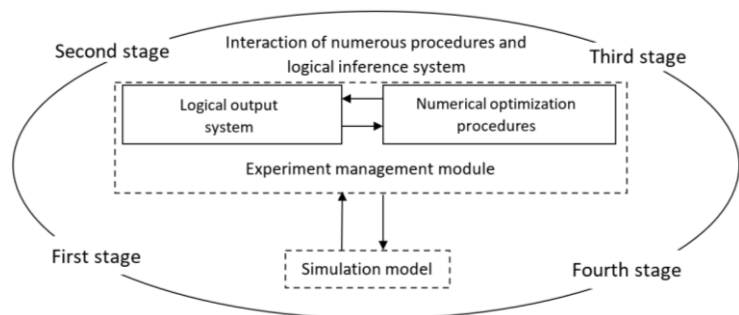 Second stage
Interaction of numerous procedures and
logical inference system
Third stage
Logical output
system
Numerical optimization
procedures
Experiment management module
First stage
Simulation model
Fourth stage